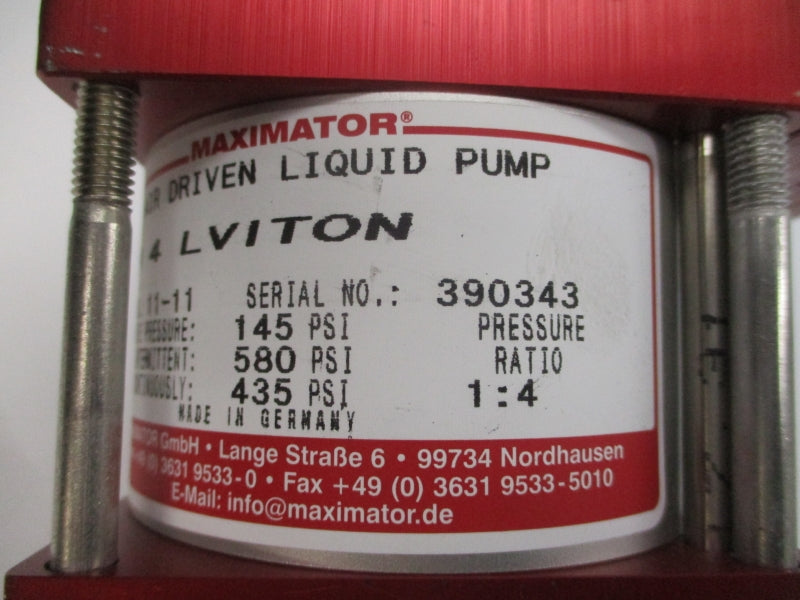 MAXIMATOR®
AIR DRIVEN LIQUID PUMP
4 LVITON
11-11 SERIAL NO.: 390343
PRESSURE: 145 PSI PRESSURE
580 PSI RATIO
435 PSI 1:4
MADE IN GERMANY
GmbH • Lange Straße 6 • 99734 Nordhausen
(0) 3631 9533-0 • Fax +49 (0) 3631 9533-5010
E-Mail: info@maximator.de